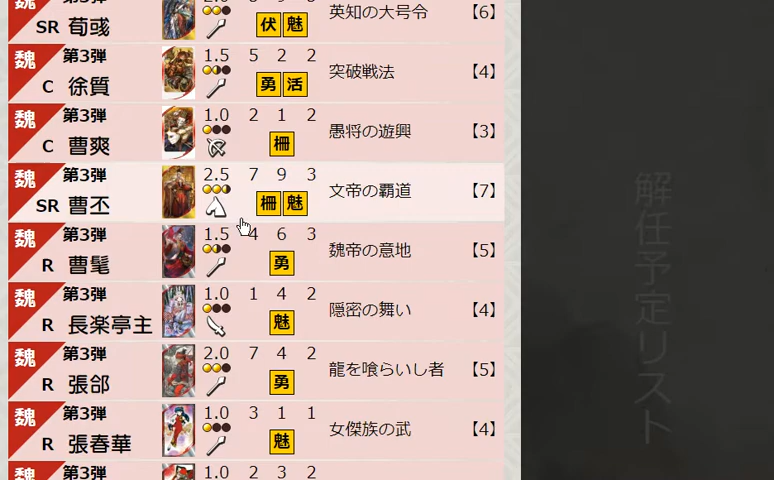 魏 第3弾 2.0
SR 荀彧 伏 魅 英知の大号令 【6】
魏 第3弾 1.5 5 2 2
C 徐質 勇 活 突破戦法 【4】
魏 第3弾 1.0 2 1 2
C 曹爽 柵 愚将の遊興 【3】
魏 第3弾 2.5 7 9 3
SR 曹丕 柵 魅 文帝の覇道 【7】
魏 第3弾 1.5 4 6 3
R 曹髦 勇 魏帝の意地 【5】
魏 第3弾 1.0 1 4 2
R 長楽亭主 魅 隠密の舞い 【4】
魏 第3弾 2.0 7 4 2
R 張郃 勇 龍を喰らいし者 【5】
魏 第3弾 1.0 3 1 1
R 張春華 魅 女傑族の武 【4】
魏 第3弾 1.0 2 3 2
解任予定リスト